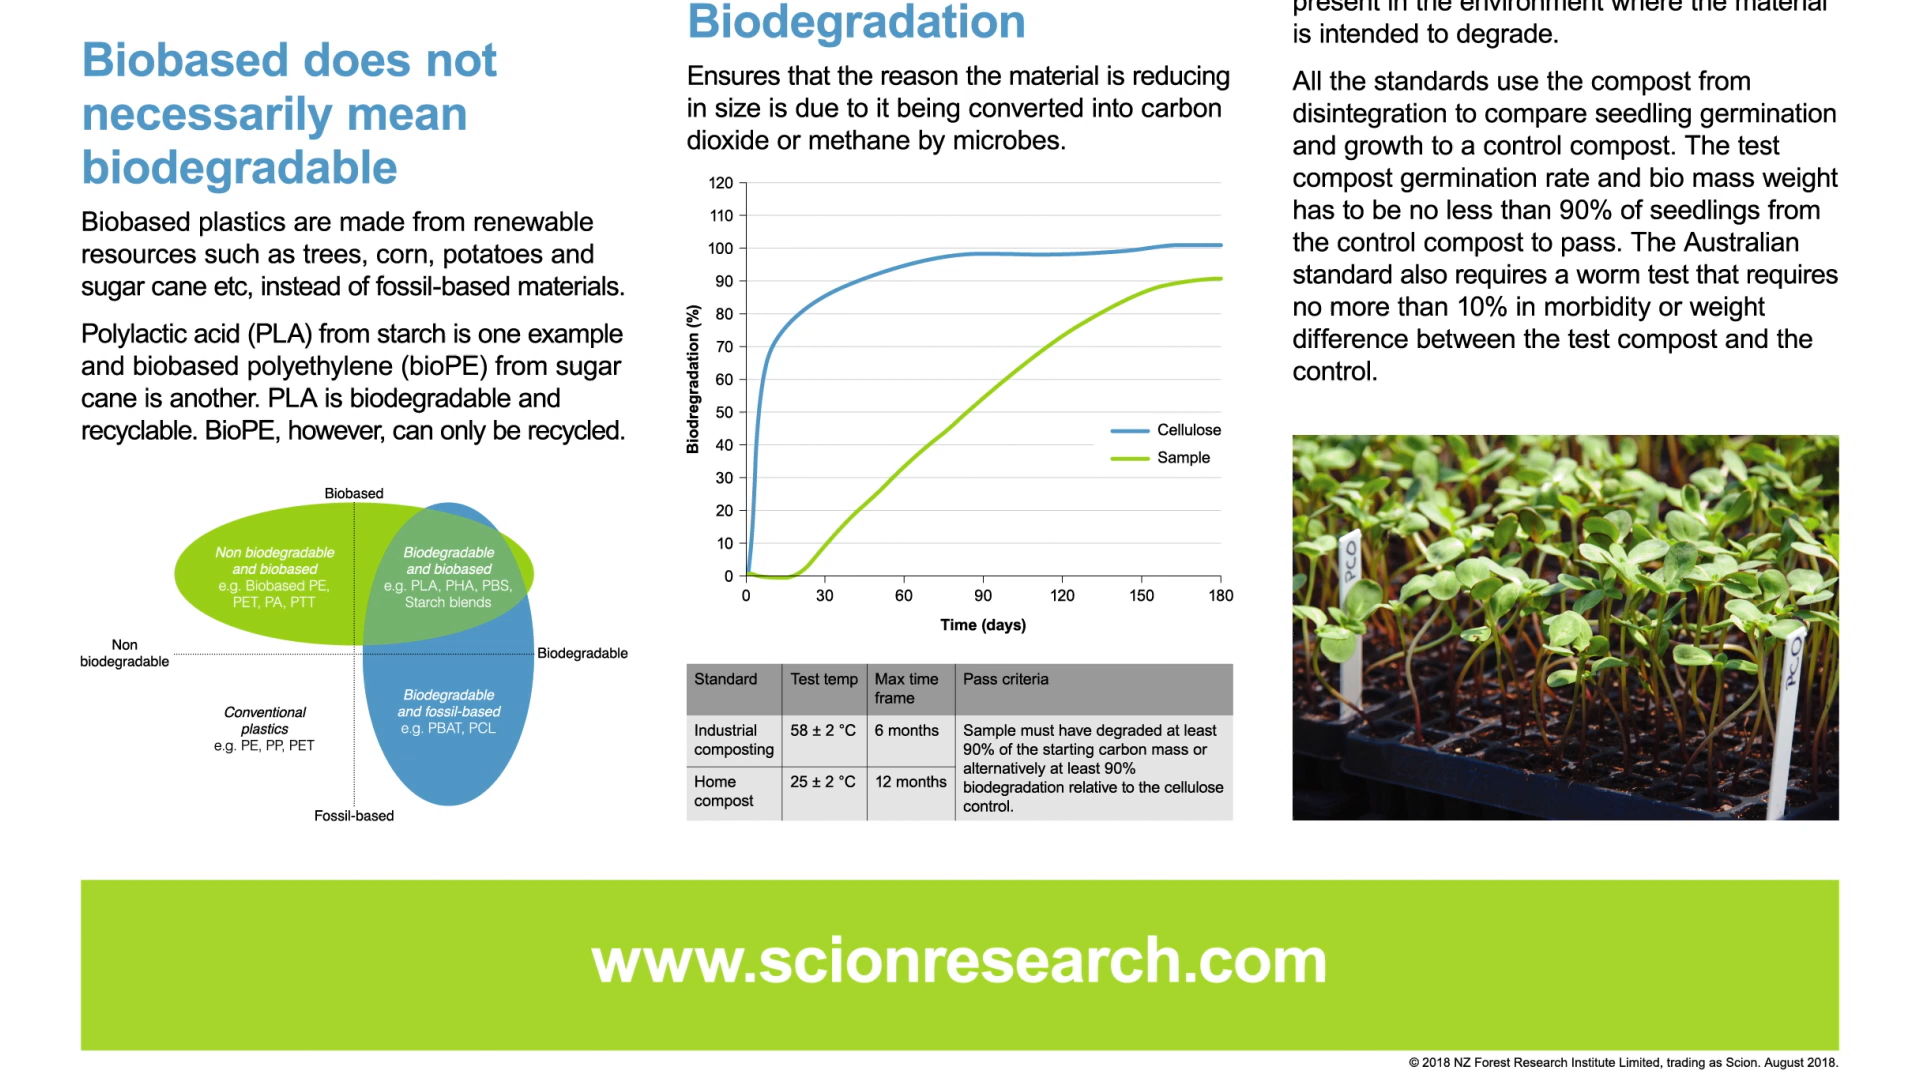 Biobased does not
necessarily mean
biodegradable
Biobased plastics are made from renewable
resources such as trees, corn, potatoes and
sugar cane etc, instead of fossil-based materials.
Polylactic acid (PLA) from starch is one example
and biobased polyethylene (bioPE) from sugar
cane is another. PLA is biodegradable and
recyclable. BioPE, however, can only be recycled.
Biobased
Non biodegradable
and biobased
e.g. Biobased PE,
PET, PA, PTT
Biodegradable
and biobased
e.g. PLA, PHA, PBS,
Starch blends
Non
biodegradable
Biodegradable
Conventional
plastics
e.g. PE, PP, PET
Biodegradable
and fossil-based
e.g. PBAT, PCL
Fossil-based
Biodegradation
Ensures that the reason the material is reducing
in size is due to it being converted into carbon
dioxide or methane by microbes.
Biodregradation (%)
120
110
100
90
80
70
60
50
40
30
20
10
0
Cellulose
Sample
0 30 60 90 120 150 180
Time (days)
Standard Test temp Max time frame Pass criteria
Industrial composting 58 ± 2 °C 6 months
Home compost 25 ± 2 °C 12 months
Sample must have degraded at least
90% of the starting carbon mass or
alternatively at least 90%
biodegradation relative to the cellulose
control.
present in the environment where the material
is intended to degrade.
All the standards use the compost from
disintegration to compare seedling germination
and growth to a control compost. The test
compost germination rate and bio mass weight
has to be no less than 90% of seedlings from
the control compost to pass. The Australian
standard also requires a worm test that requires
no more than 10% in morbidity or weight
difference between the test compost and the
control.
PCO
PCO
www.scionresearch.com
© 2018 NZ Forest Research Institute Limited, trading as Scion. August 2018.